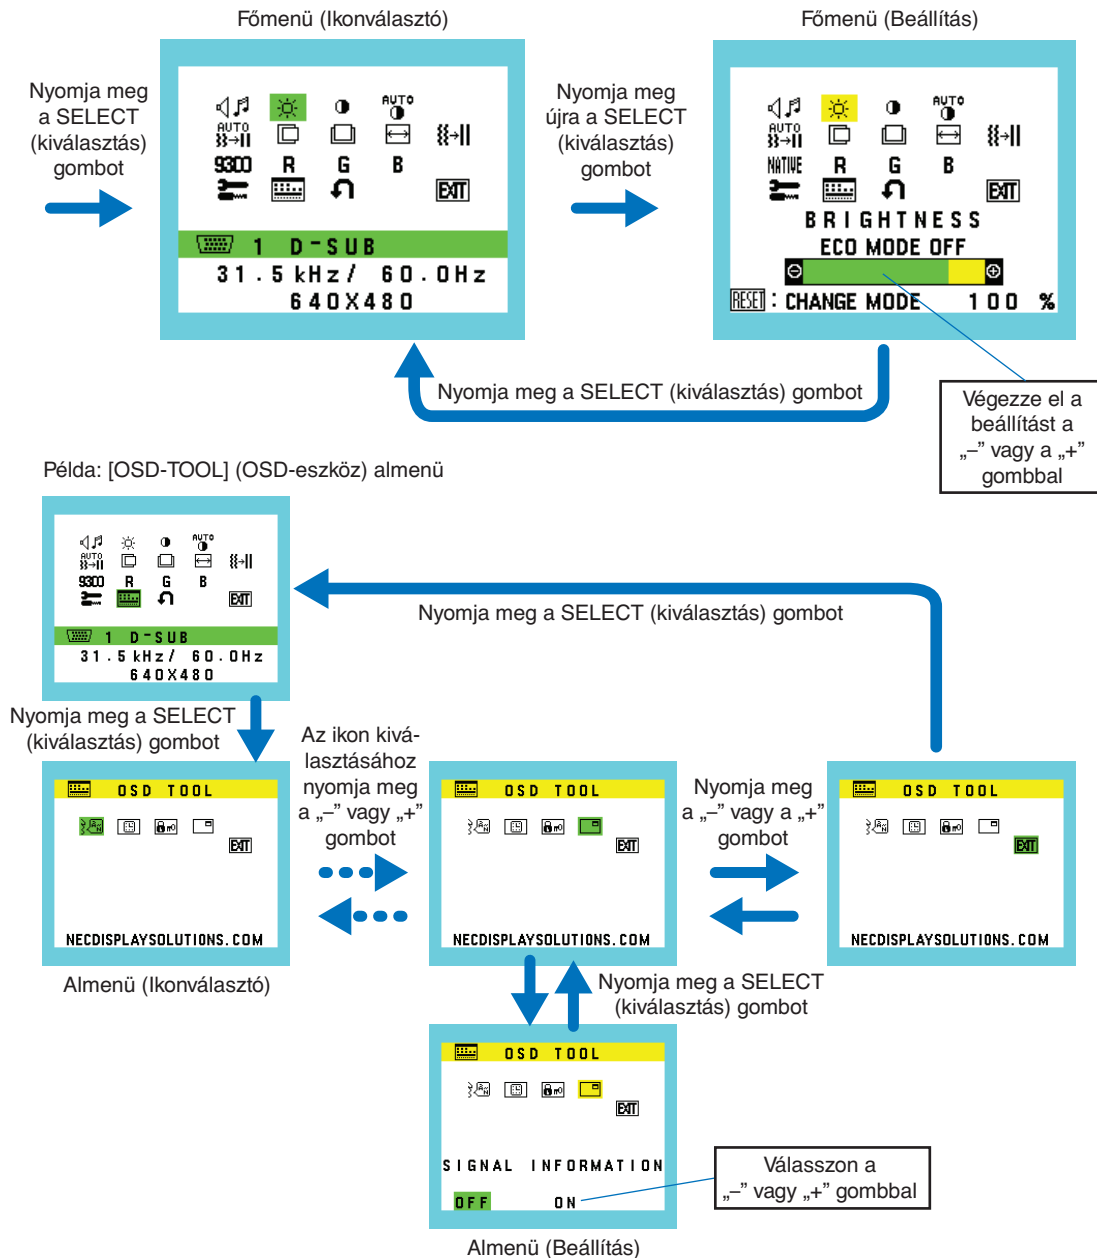 Főmenü (Ikonválasztó)
Főmenü (Beállítás)
Nyomja meg
a SELECT
(kiválasztás)
gombot
AUTO
AUTO
9300 R G B
EXIT
1 D-SUB
31.5 kHz/ 60.0Hz
640X480
Nyomja meg
újra a SELECT
(kiválasztás)
gombot
AUTO
AUTO
NATIVE R G B
EXIT
BRIGHTNESS
ECO MODE OFF
RESET : CHANGE MODE 100 %
Nyomja meg a SELECT (kiválasztás) gombot
Végezze el a
beállítást a
„–” vagy a „+”
gombbal
Példa: [OSD-TOOL] (OSD-eszköz) almenü
AUTO
AUTO
9300 R G B
EXIT
1 D-SUB
31.5 kHz/ 60.0Hz
640X480
Nyomja meg a SELECT (kiválasztás) gombot
Nyomja meg a SELECT
(kiválasztás) gombot
OSD TOOL
EXIT
NECDISPLAYSOLUTIONS.COM
Almenü (Ikonválasztó)
Az ikon kivá-
lasztásához
nyomja meg
a „–” vagy „+”
gombot
OSD TOOL
EXIT
NECDISPLAYSOLUTIONS.COM
Nyomja meg
a „–” vagy a „+”
gombot
OSD TOOL
EXIT
NECDISPLAYSOLUTIONS.COM
Nyomja meg a SELECT
(kiválasztás) gombot
OSD TOOL
EXIT
SIGNAL INFORMATION
OFF ON
Válasszon a
„–” vagy „+” gombbal
Almenü (Beállítás)